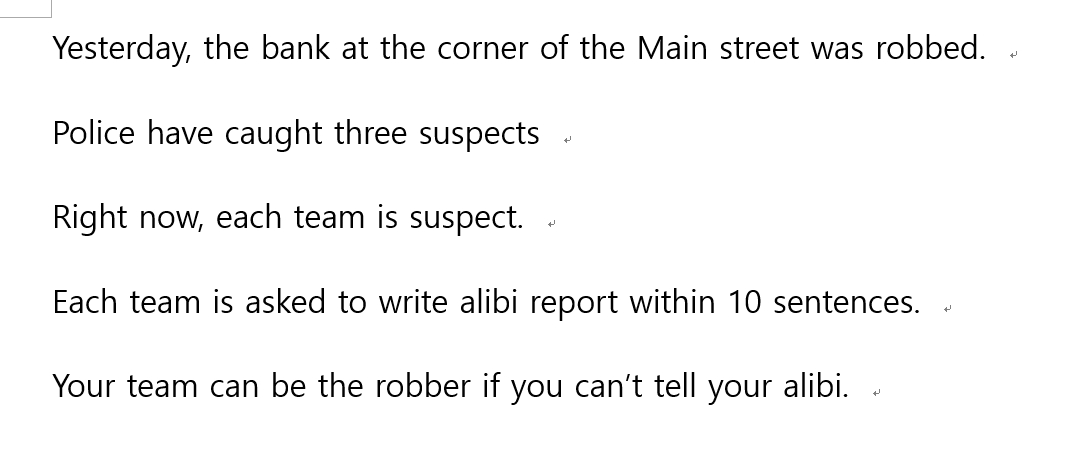 Yesterday, the bank at the corner of the Main street was robbed.
Police have caught three suspects
Right now, each team is suspect.
Each team is asked to write alibi report within 10 sentences.
Your team can be the robber if you can’t tell your alibi.